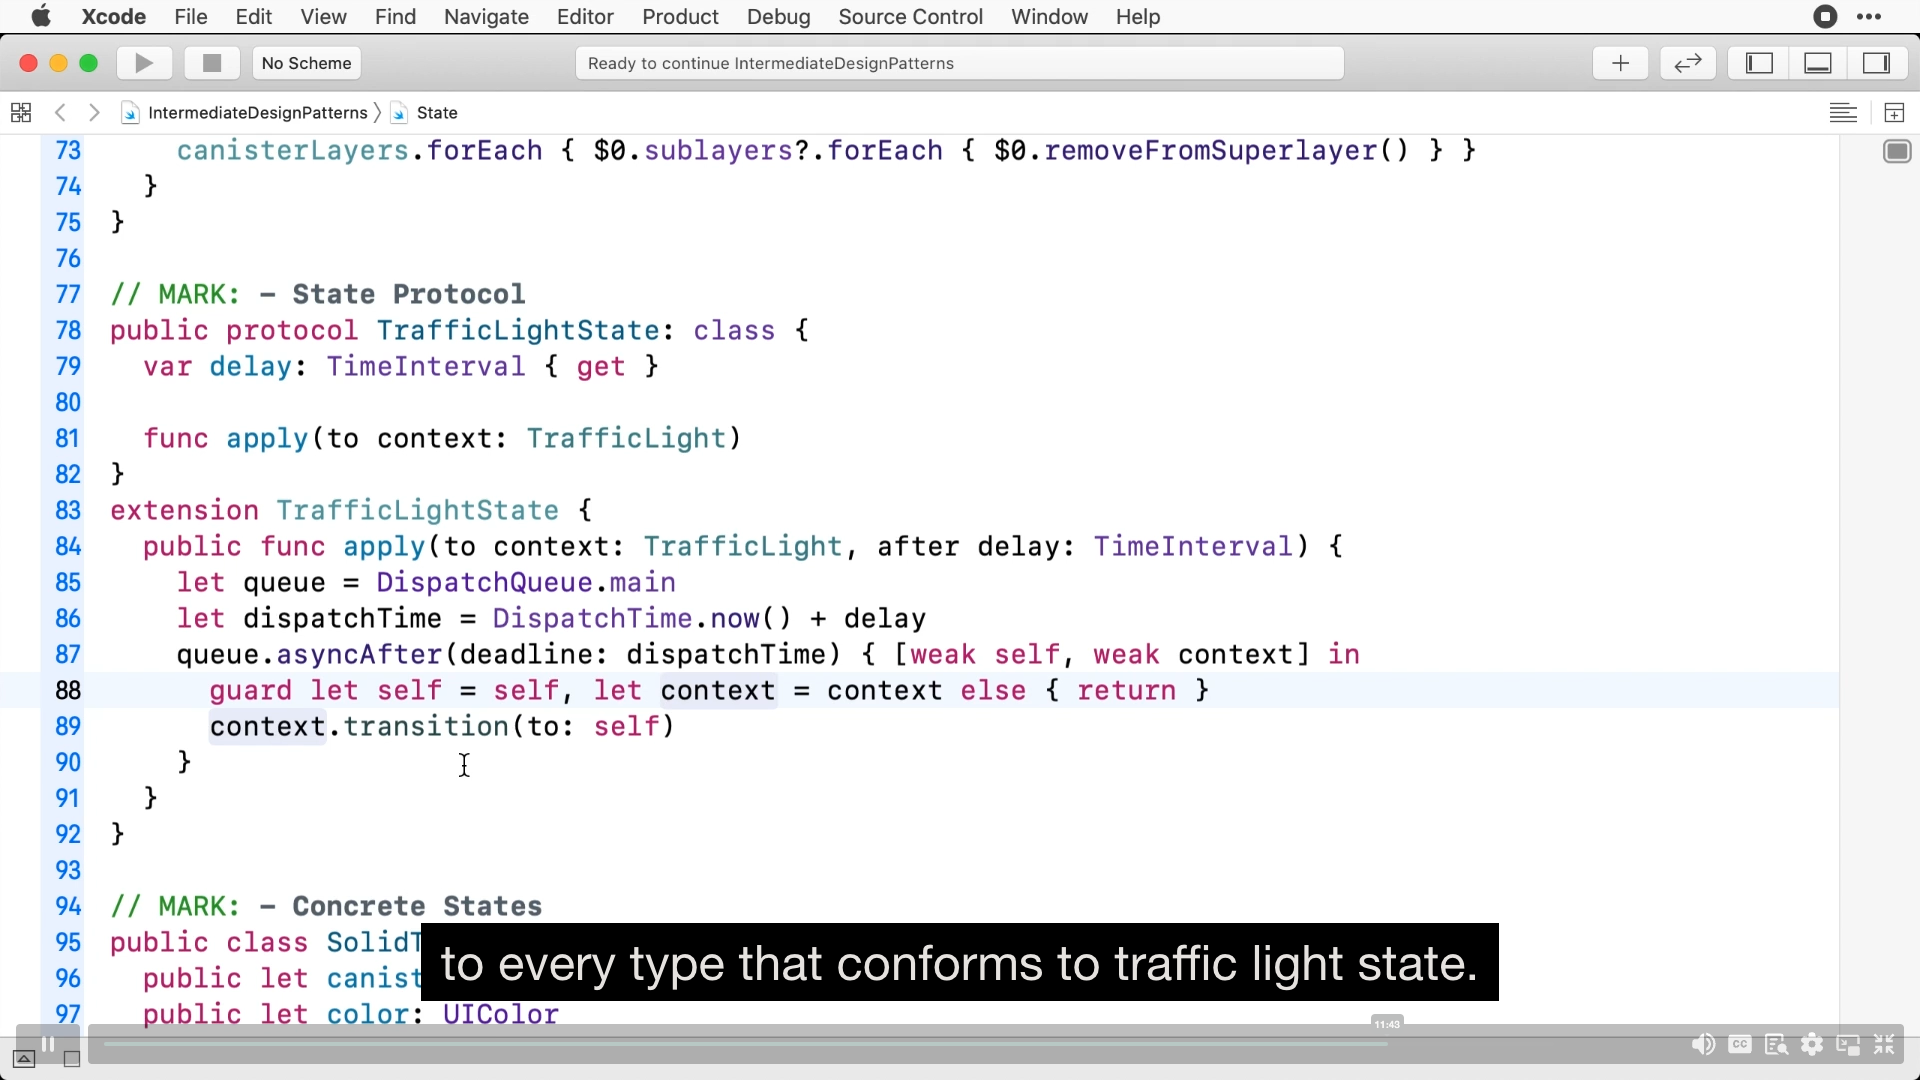 Xcode File Edit View Find Navigate Editor Product Debug Source Control Window Help
No Scheme
Ready to continue IntermediateDesignPatterns
IntermediateDesignPatterns
State
73 canisterLayers.forEach { $0.sublayers?.forEach { $0.removeFromSuperlayer() } }
74 }
75 }
76
77 // MARK: - State Protocol
78 public protocol TrafficLightState: class {
79 var delay: TimeInterval { get }
80
81 func apply(to context: TrafficLight)
82 }
83 extension TrafficLightState {
84 public func apply(to context: TrafficLight, after delay: TimeInterval) {
85 let queue = DispatchQueue.main
86 let dispatchTime = DispatchTime.now() + delay
87 queue.asyncAfter(deadline: dispatchTime) { [weak self, weak context] in
88 guard let self = self, let context = context else { return }
89 context.transition(to: self)
90 }
91 }
92 }
93
94 // MARK: - Concrete States
95 public class SolidT
96 public let canist
97 public let color: UIColor
to every type that conforms to traffic light state.
11:43
CC